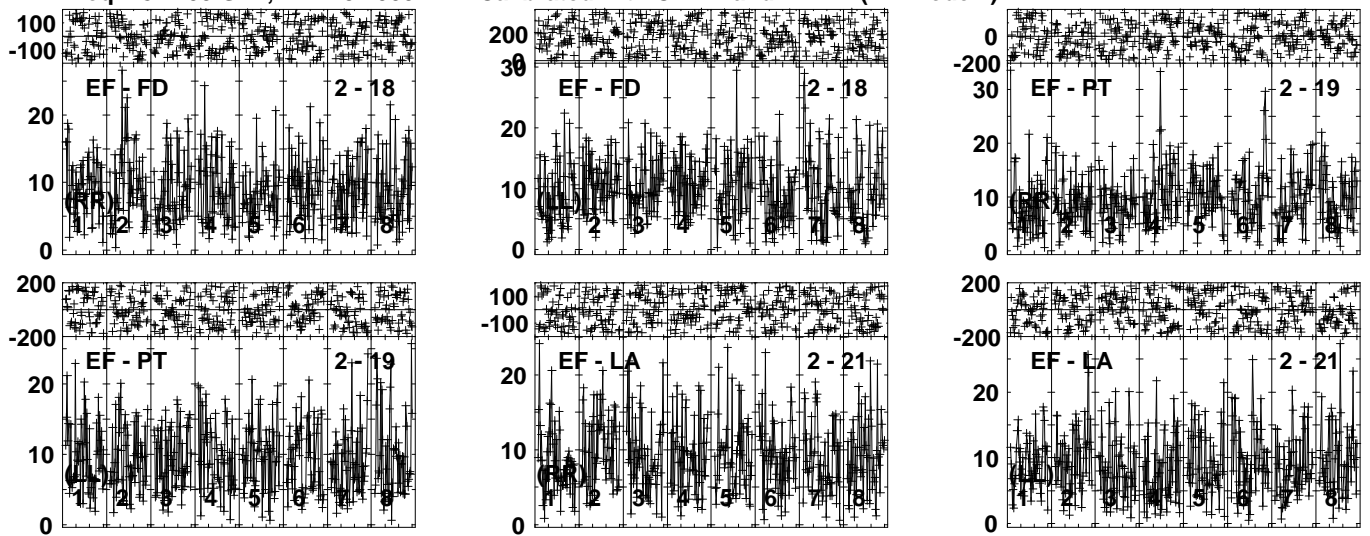 100 200 0
-100 0 -200
30 30
EF - FD 2 - 18 EF - FD 2 - 18 EF - PT 2 - 19
20 20 20
10 10 10
(RR) (LL) (RR)
1 2 3 4 5 6 7 8 1 2 3 4 5 6 7 8 1 2 3 4 5 6 7 8
0 0 0
200 100 200
-200 -100 -200
EF - PT 2 - 19 EF - LA 2 - 21 EF - LA 2 - 21
20 20 20
10 10 10
(LL) (RR) (LL)
1 2 3 4 5 6 7 8 1 2 3 4 5 6 7 8 1 2 3 4 5 6 7 8
0 0 0